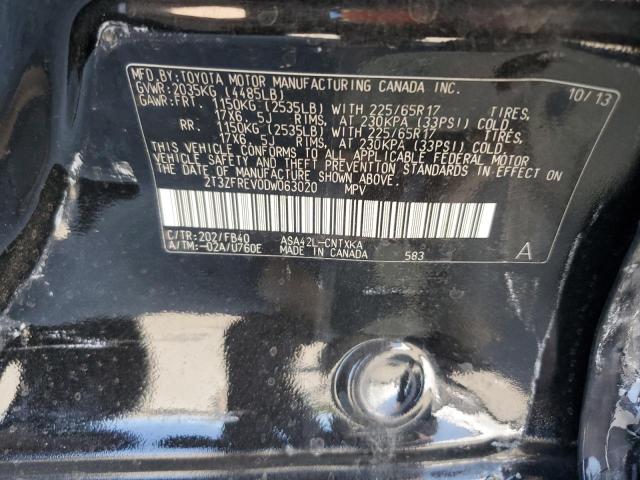 MFD.BY:TOYOTA MOTOR MANUFACTURING CANADA INC. 10/13
GVWR:2035KG (4485LB)
GAWR:FRT. 1150KG (2535LB) WITH 225/65R17 TIRES,
17X6.5J RIMS, AT 230KPA (33PSI) COLD
RR. 1150KG (2535LB) WITH 225/65R17 TIRES,
17X6.5J RIMS, AT 230KPA (33PSI) COLD.
THIS VEHICLE CONFORMS TO ALL APPLICABLE FEDERAL MOTOR
VEHICLE SAFETY AND THEFT PREVENTION STANDARDS IN EFFECT ON
THE DATE OF MANUFACTURE SHOWN ABOVE.
2T3ZFREV0DW063020 MPV
C/TR:202/FB40 ASA42L-CNTXKA
A/TM:-02A/U760E MADE IN CANADA 583 A